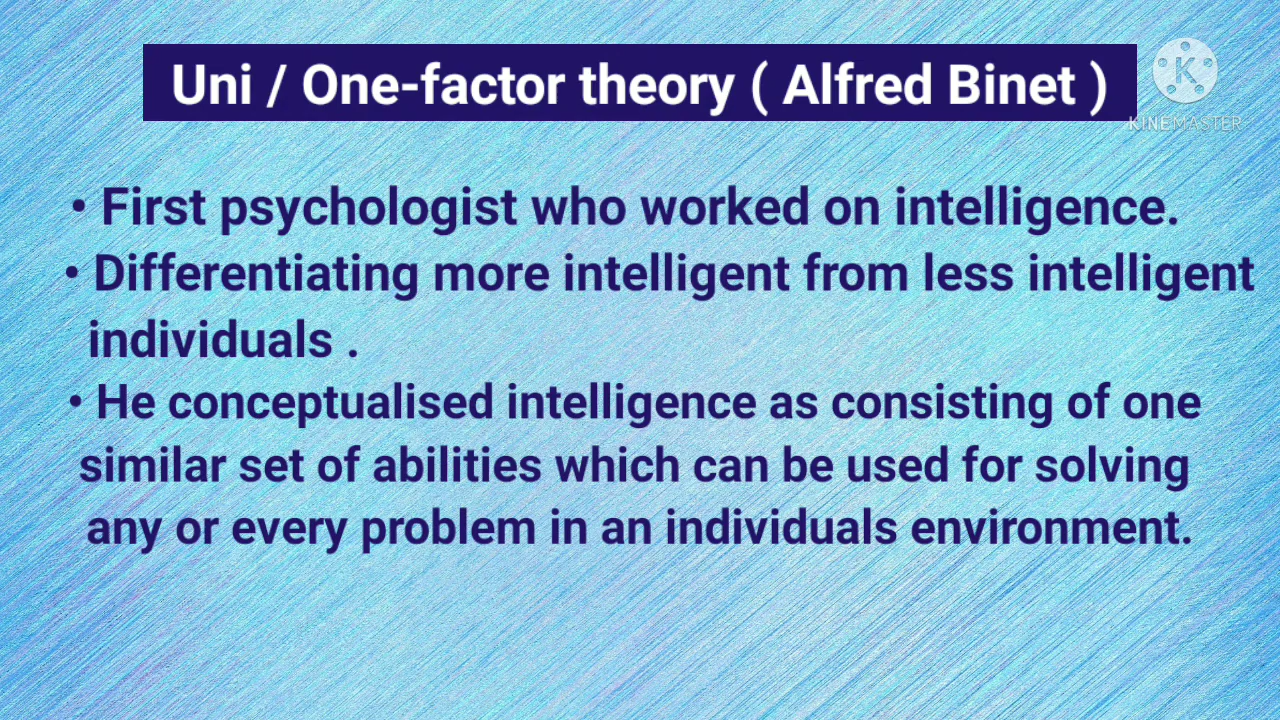 Uni / One-factor theory ( Alfred Binet )
K
KINEMASTER
• First psychologist who worked on intelligence.
• Differentiating more intelligent from less intelligent
individuals .
• He conceptualised intelligence as consisting of one
similar set of abilities which can be used for solving
any or every problem in an individuals environment.